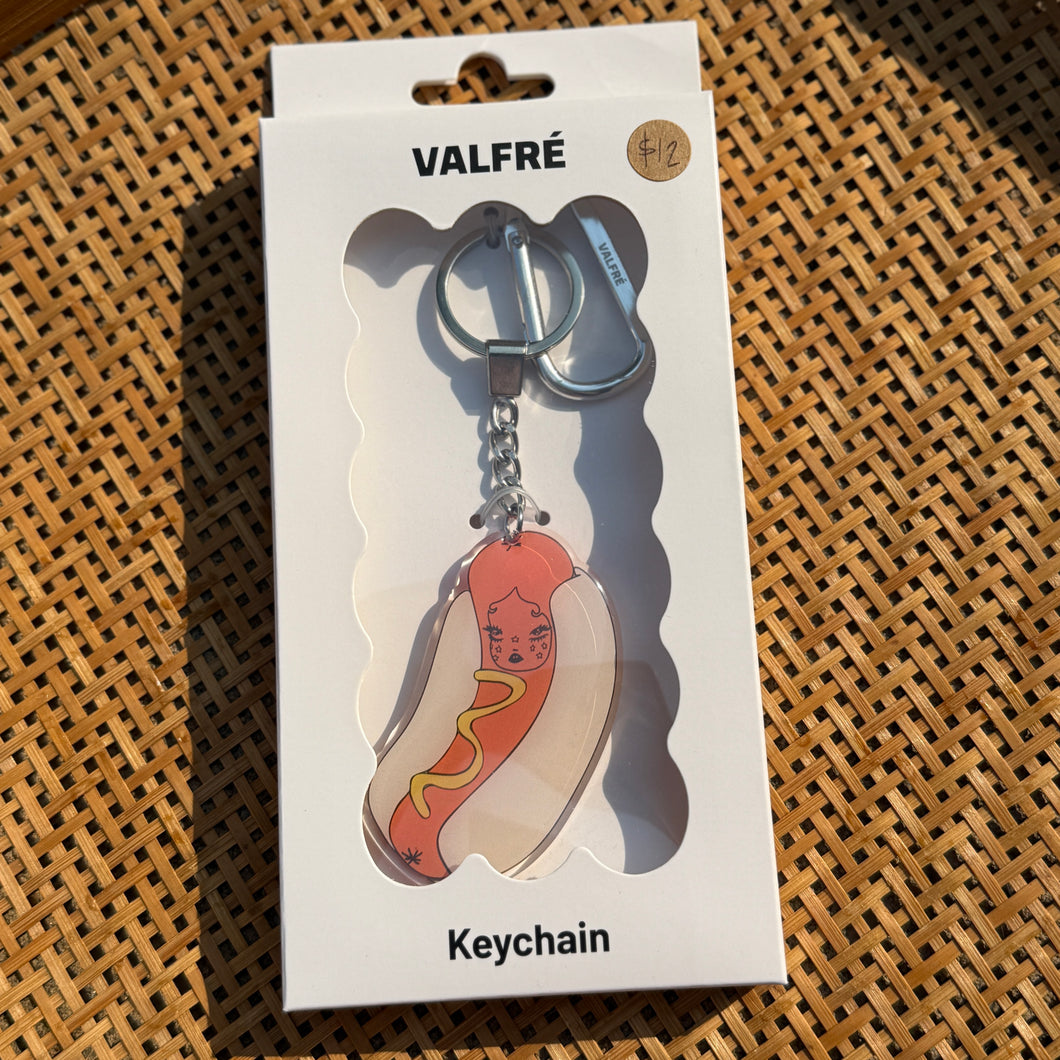 VALFRÉ
$12
VALFRÉ
Keychain